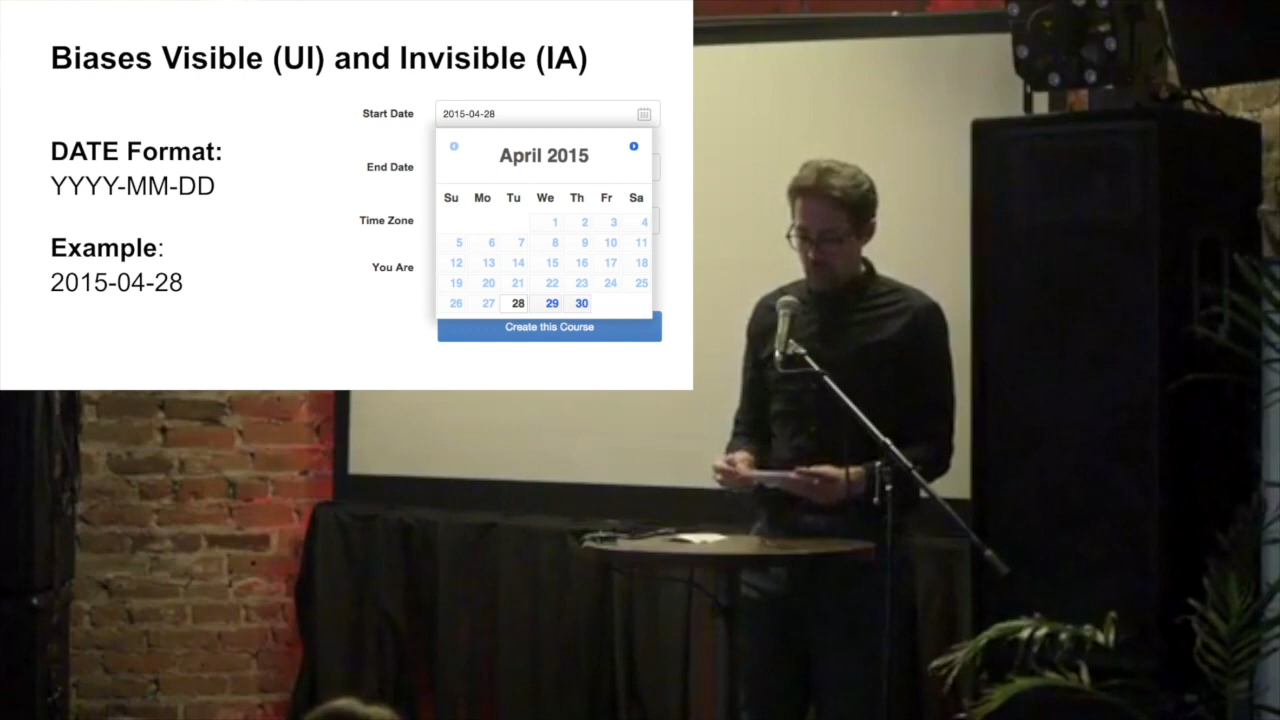 Biases Visible (UI) and Invisible (IA)
DATE Format:
YYYY-MM-DD
Example:
2015-04-28
Start Date
2015-04-28
End Date
Time Zone
You Are
April 2015
Su Mo Tu We Th Fr Sa
1 2 3 4
5 6 7 8 9 10 11
12 13 14 15 16 17 18
19 20 21 22 23 24 25
26 27 28 29 30
Create this Course